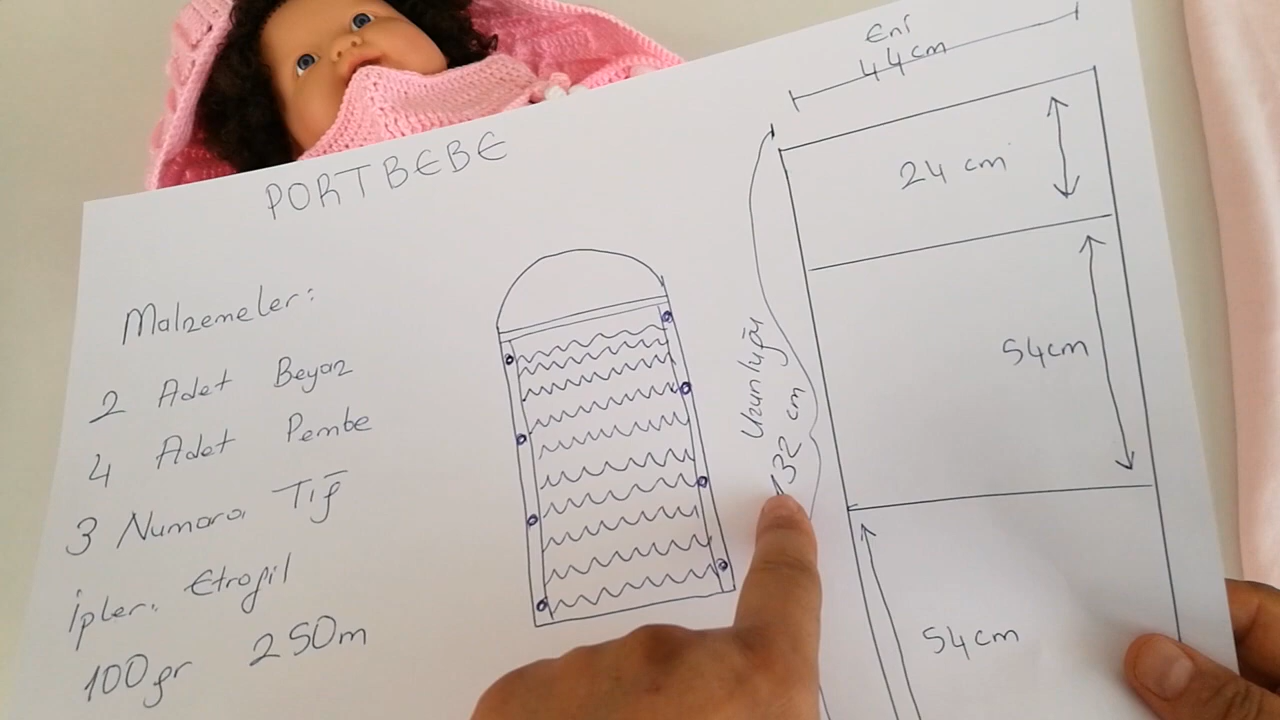 PORTBEBE
Malzemeler:
2 Adet Beyaz
4 Adet Pembe
3 Numara Tığ
İpler. Etrofil
100gr 250m
Eni
44cm
24 cm
Uzunluğu
132 cm
54cm
54cm